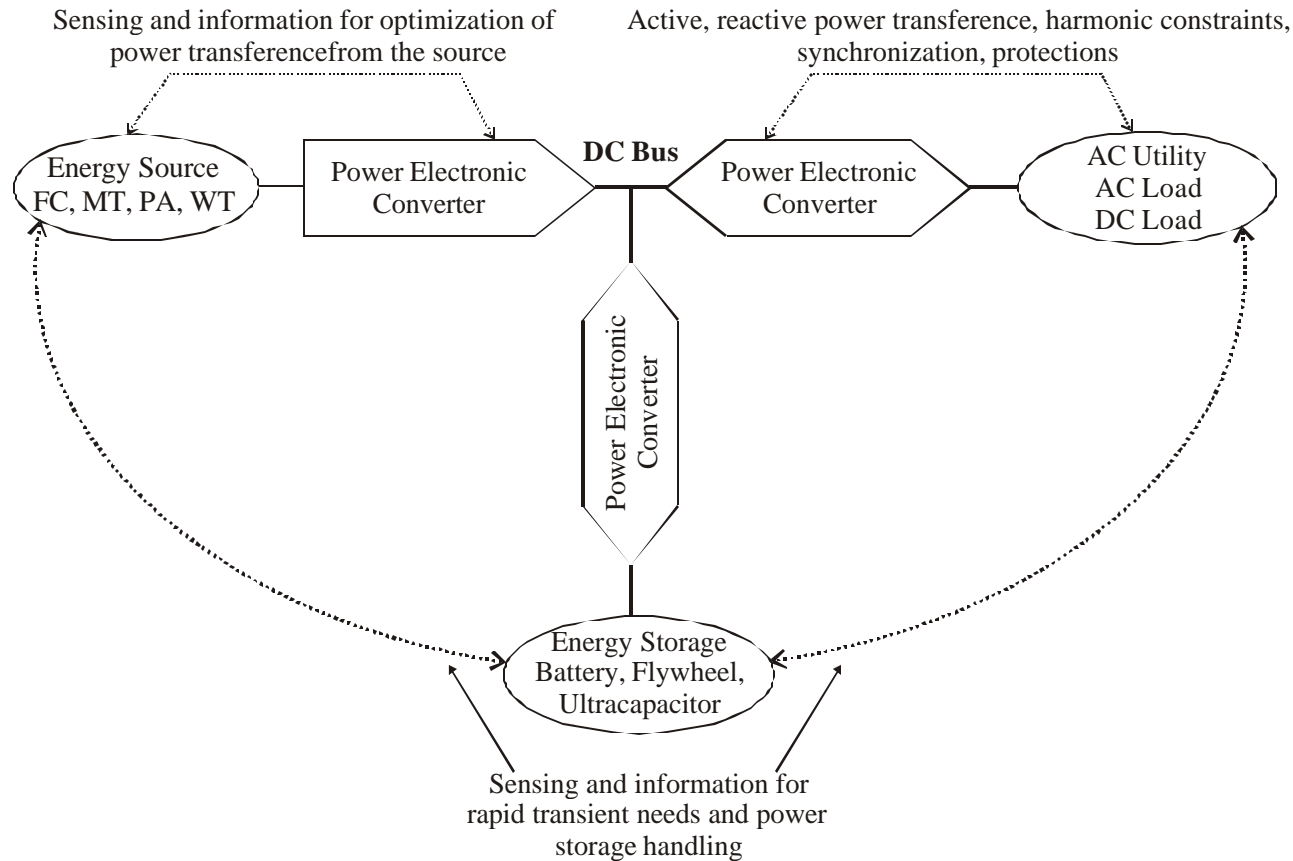 Sensing and information for optimization of
power transferencefrom the source
Active, reactive power transference, harmonic constraints,
synchronization, protections
Energy Source
FC, MT, PA, WT
Power Electronic
Converter
DC Bus
Power Electronic
Converter
AC Utility
AC Load
DC Load
Power Electronic
Converter
Energy Storage
Battery, Flywheel,
Ultracapacitor
Sensing and information for
rapid transient needs and power
storage handling